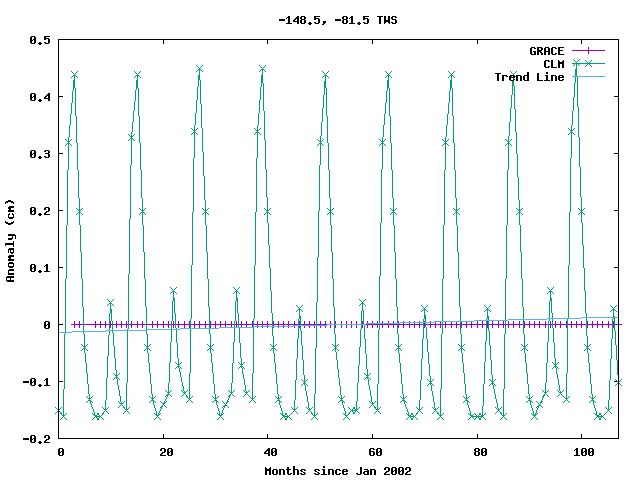 -148.5, -81.5 TWS
GRACE
CLM
Trend Line
0.5
0.4
0.3
0.2
0.1
0
-0.1
-0.2
Anomaly (cm)
0 20 40 60 80 100
Months since Jan 2002